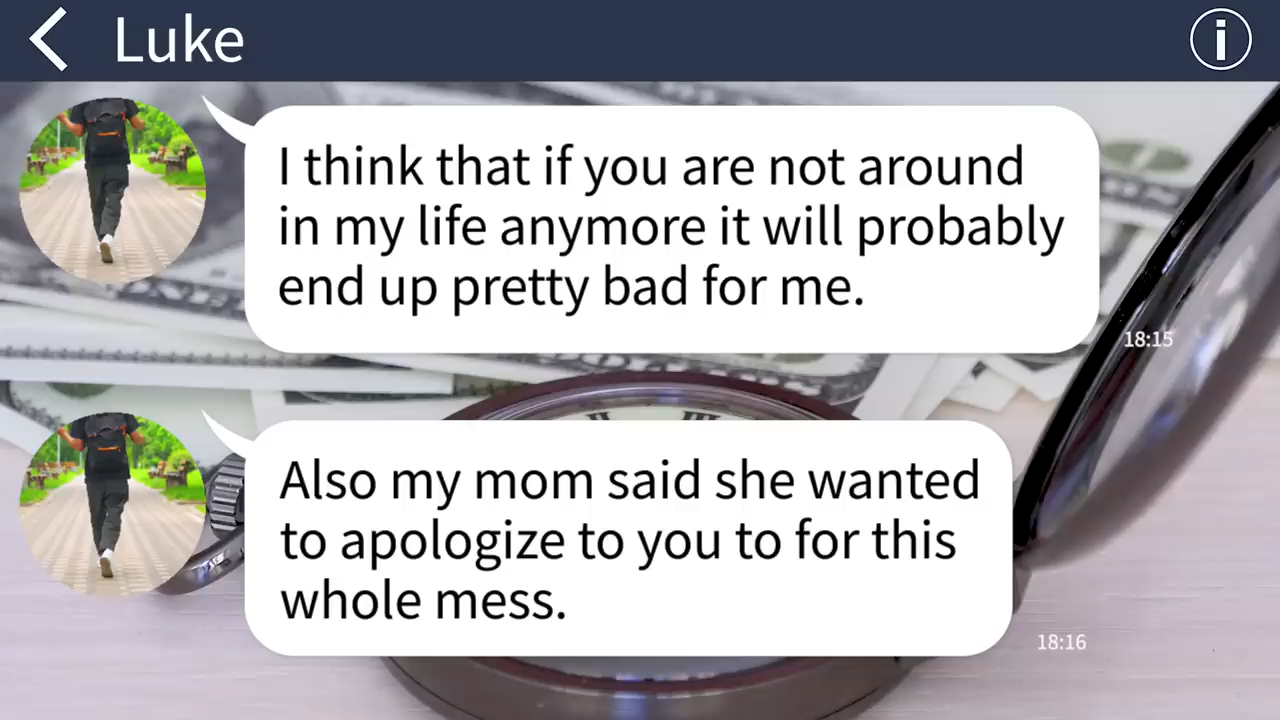 Luke
I think that if you are not around
in my life anymore it will probably
end up pretty bad for me.
18:15
Also my mom said she wanted
to apologize to you to for this
whole mess.
18:16